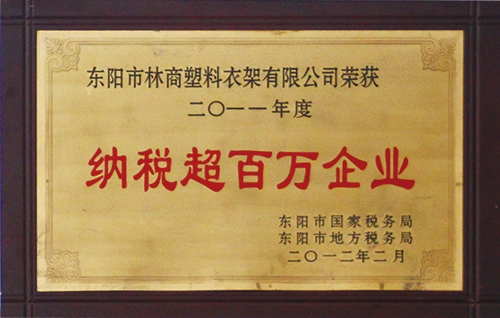 东阳市林商塑料衣架有限公司荣获
二〇一一年度
纳税超百万企业
东阳市国家税务局
东阳市地方税务局
二〇一二年二月